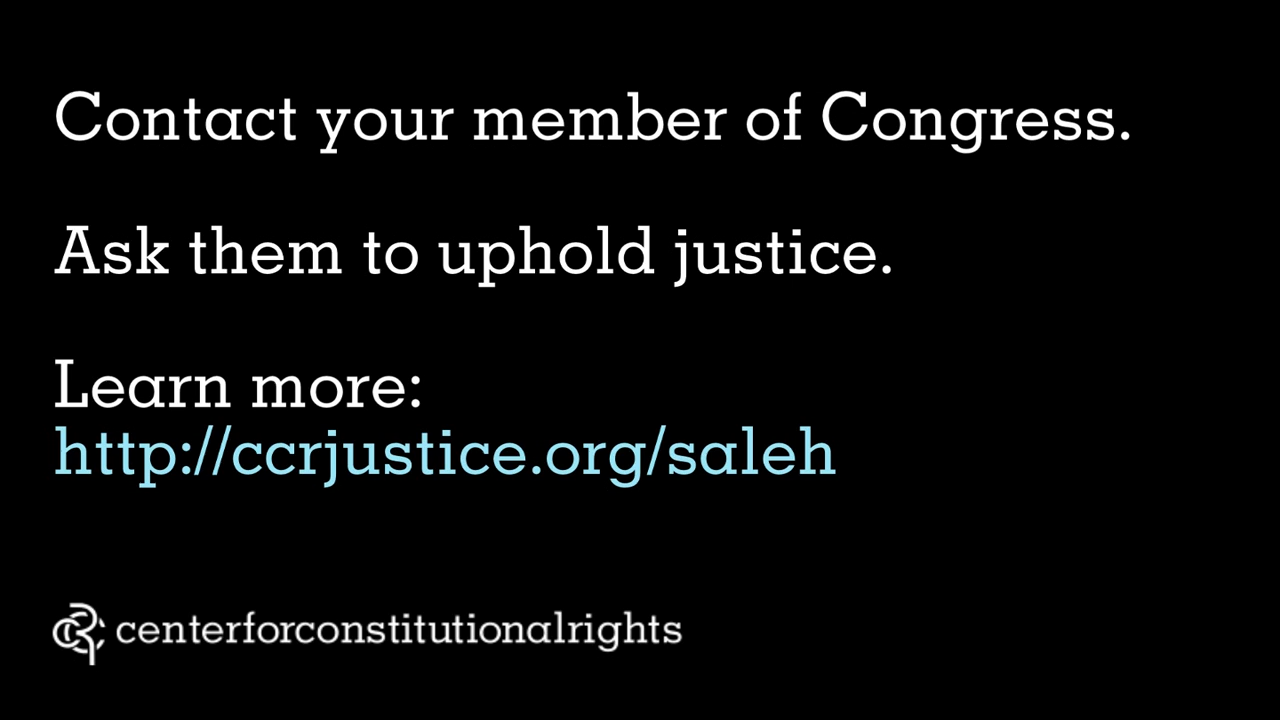 Contact your member of Congress.
Ask them to uphold justice.
Learn more:
http://ccrjustice.org/saleh
centerforconstitutionalrights